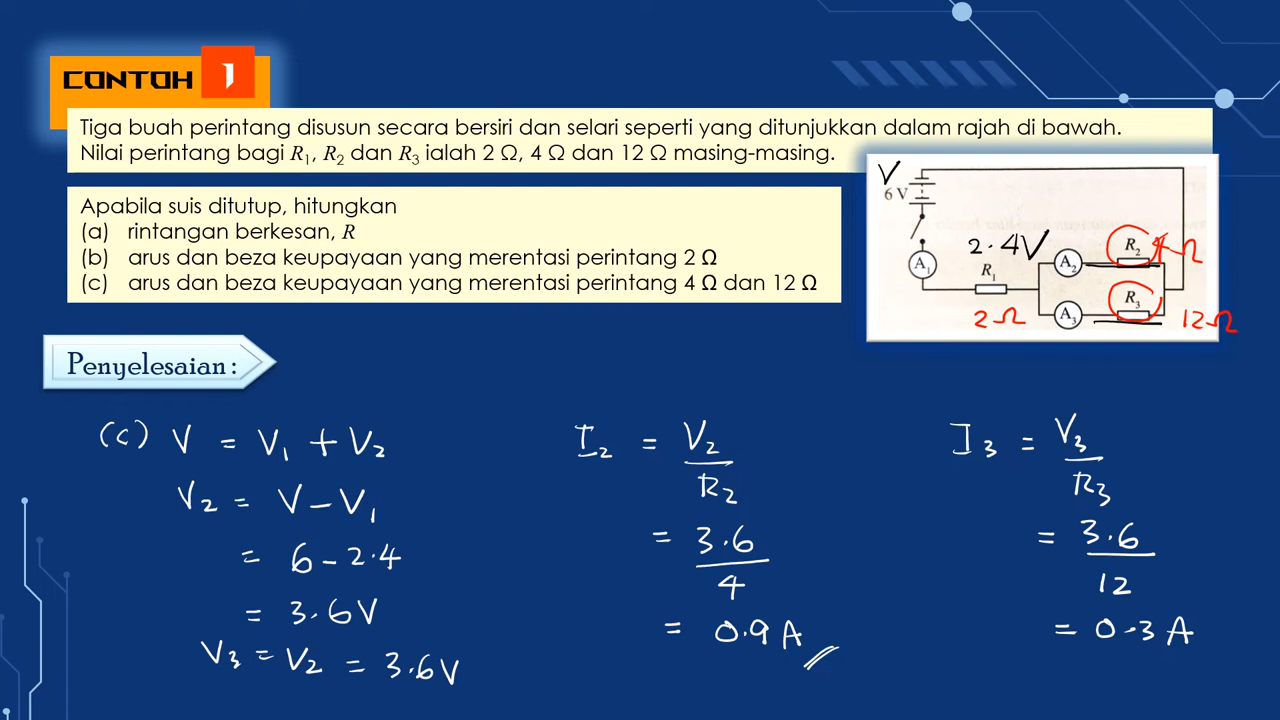 CONTOH 1
Tiga buah perintang disusun secara bersiri dan selari seperti yang ditunjukkan dalam rajah di bawah.
Nilai perintang bagi R₁, R₂ dan R₃ ialah 2 Ω, 4 Ω dan 12 Ω masing-masing.
Apabila suis ditutup, hitungkan
(a) rintangan berkesan, R
(b) arus dan beza keupayaan yang merentasi perintang 2 Ω
(c) arus dan beza keupayaan yang merentasi perintang 4 Ω dan 12 Ω
V
6 V
2.4V
A₁
R₁
2Ω
A₂
R₂
4Ω
A₃
R₃
12Ω
Penyelesaian :
(c) V = V₁ + V₂
V₂ = V − V₁
= 6 − 2.4
= 3.6V
V₃ = V₂ = 3.6V
I₂ = V₂/R₂
= 3.6/4
= 0.9A
I₃ = V₃/R₃
= 3.6/12
= 0.3A